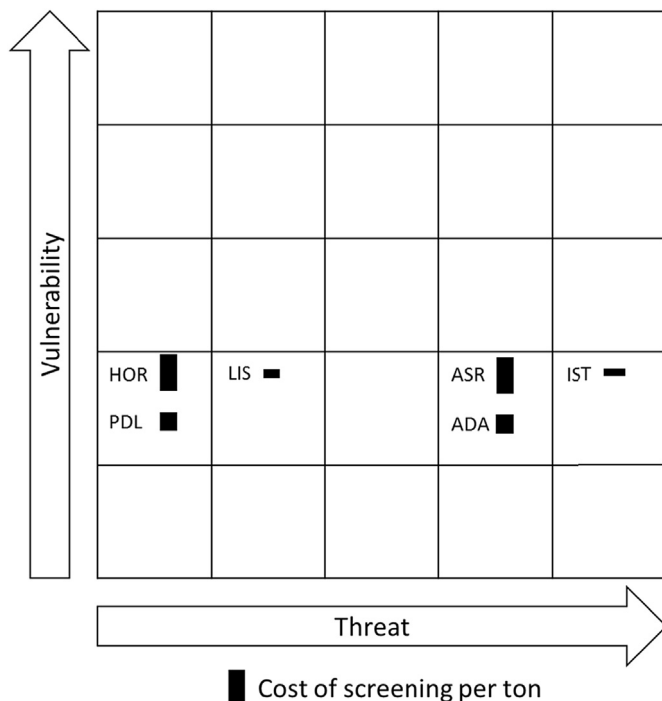 Vulnerability
HOR
LIS
ASR
IST
PDL
ADA
Threat
Cost of screening per ton